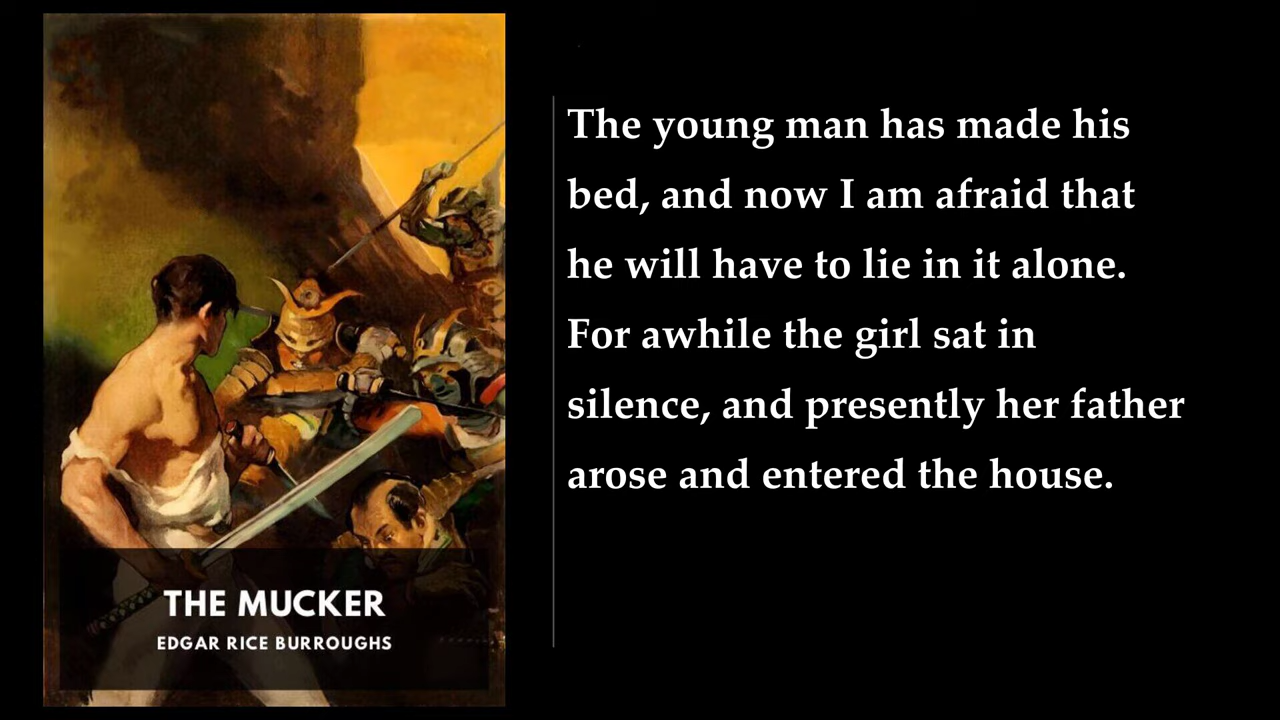 THE MUCKER
EDGAR RICE BURROUGHS
The young man has made his
bed, and now I am afraid that
he will have to lie in it alone.
For awhile the girl sat in
silence, and presently her father
arose and entered the house.